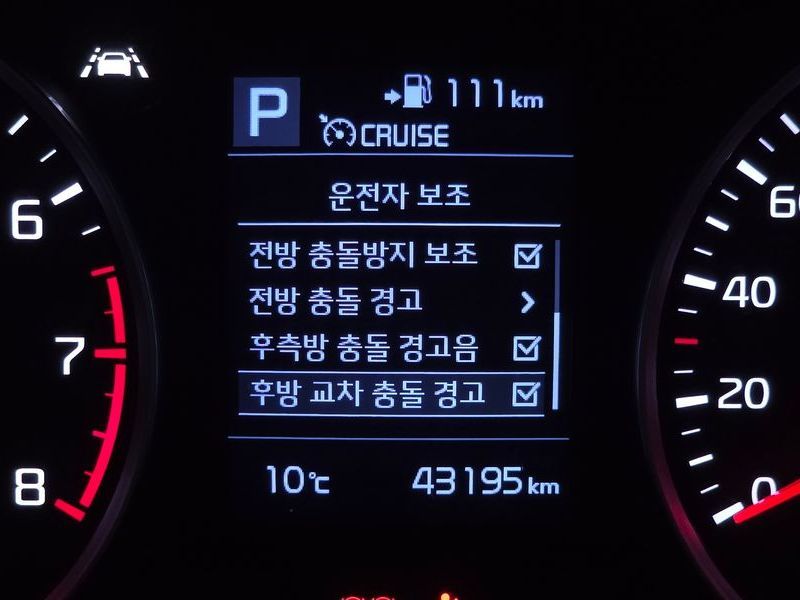 P
111km
CRUISE
운전자 보조
전방 충돌방지 보조
전방 충돌 경고
후측방 충돌 경고음
후방 교차 충돌 경고
10℃
43195km
6
7
8
60
40
20
0